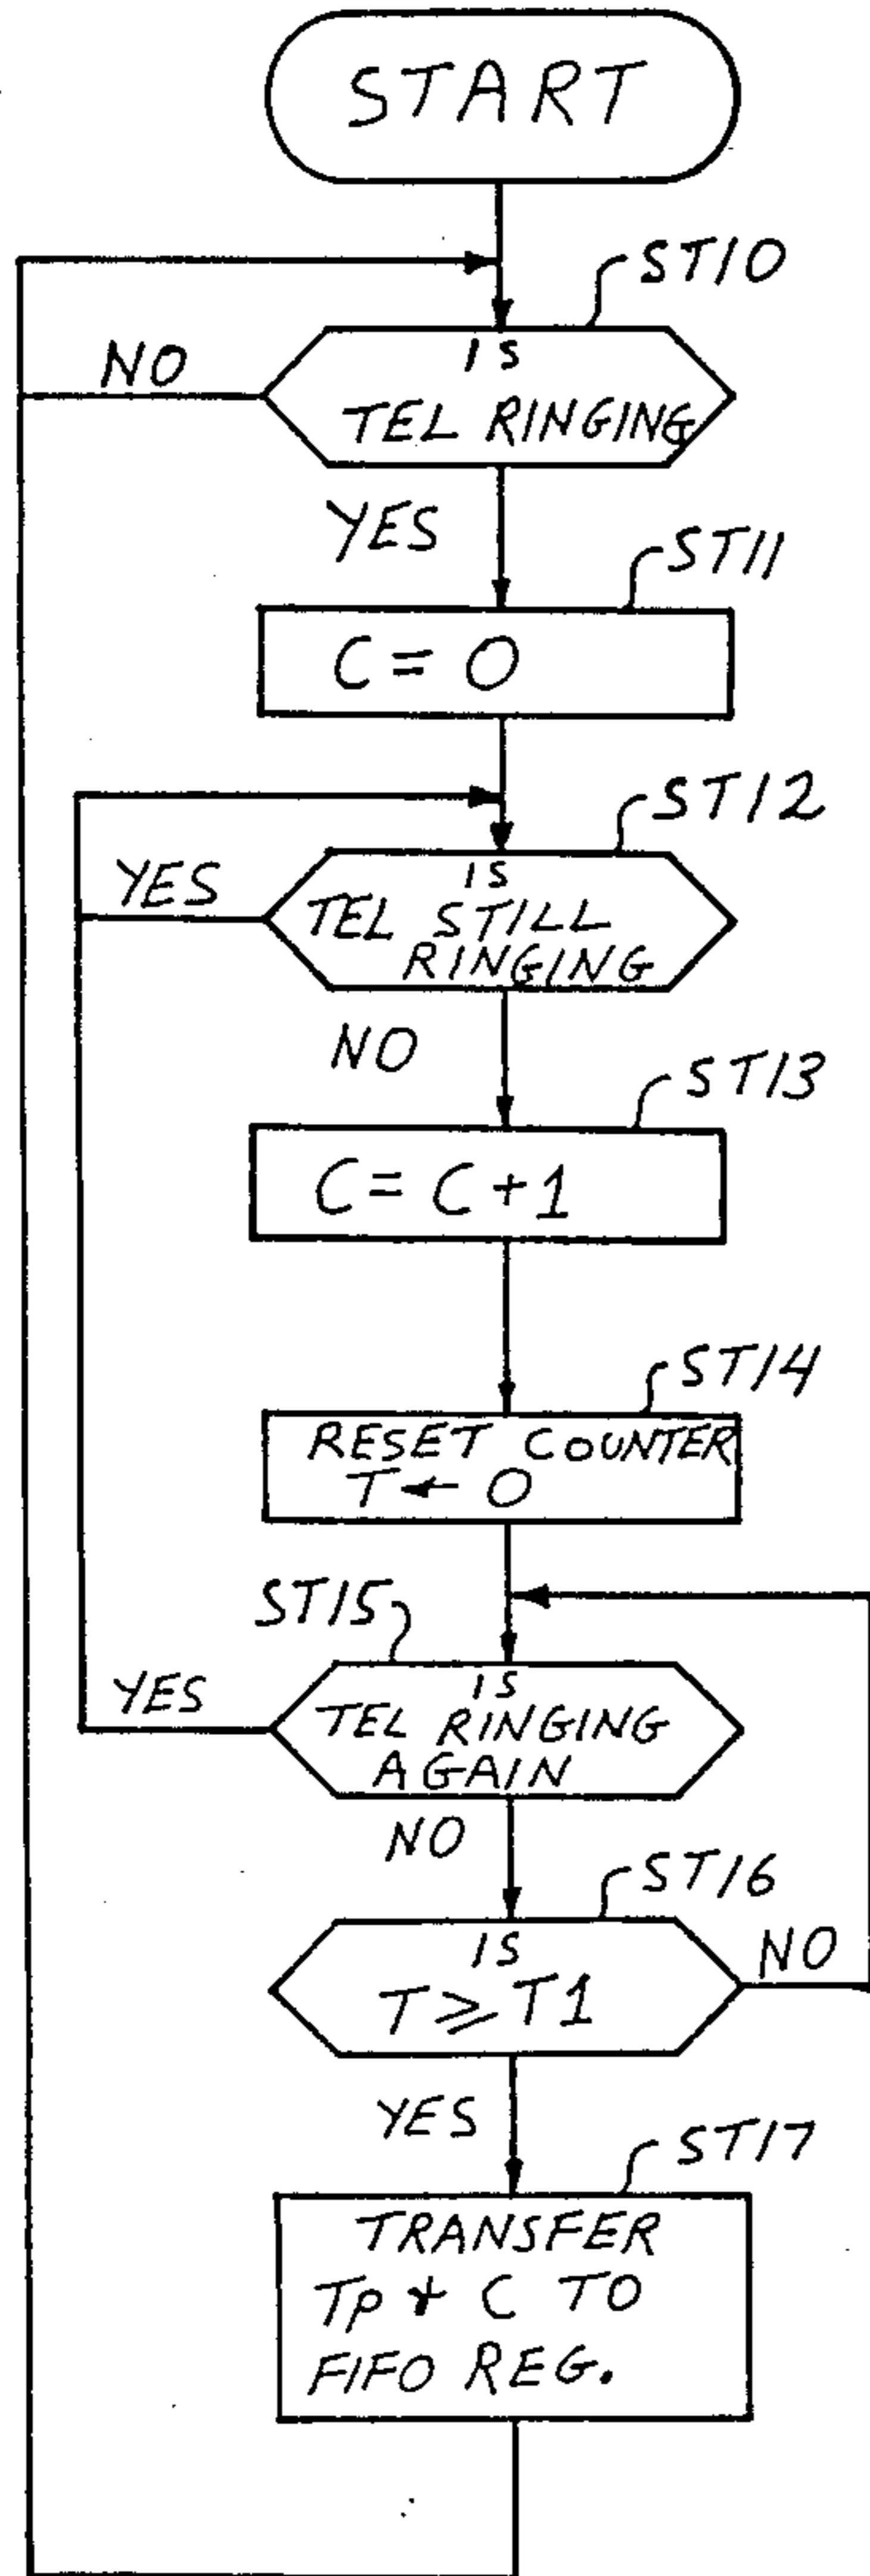 START
ST10
NO
IS
TEL RINGING
YES
ST11
C = 0
ST12
YES
IS
TEL STILL
RINGING
NO
ST13
C = C + 1
ST14
RESET COUNTER
T ← 0
ST15
YES
IS
TEL RINGING
AGAIN
NO
ST16
IS
T ≥ T1
NO
YES
ST17
TRANSFER
TP & C TO
FIFO REG.